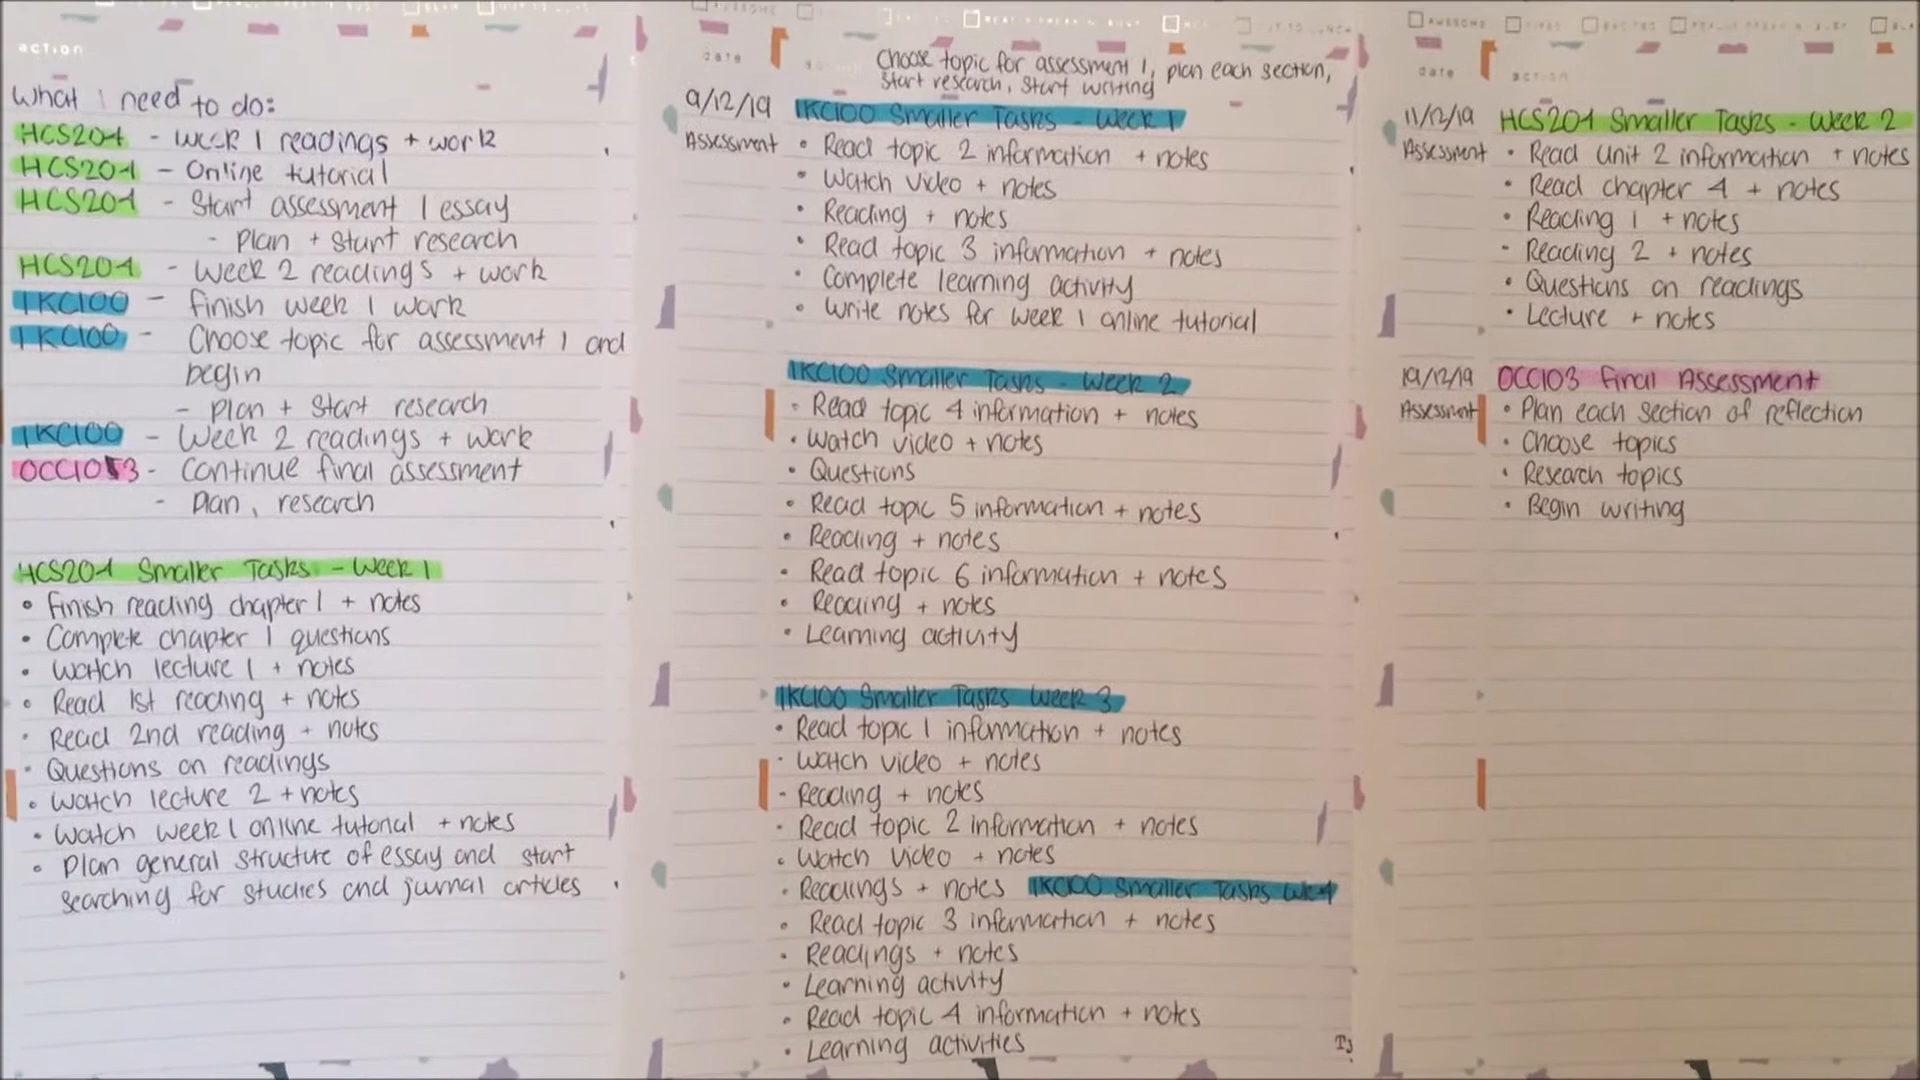 action
What I need to do:
HCS204 - Week 1 readings + work
HCS204 - Online tutorial
HCS204 - Start assessment 1 essay
- Plan + start research
HCS204 - Week 2 readings + work
IKC100 - finish week 1 work
IKC100 - Choose topic for assessment 1 and
begin
- Plan + start research
IKC100 - Week 2 readings + work
OCC103 - Continue final assessment
- Plan, research
HCS204 Smaller Tasks - Week 1
• Finish reading chapter 1 + notes
• Complete chapter 1 questions
• Watch lecture 1 + notes
• Read 1st reading + notes
• Read 2nd reading + notes
• Questions on readings
• Watch lecture 2 + notes
• Watch week 1 online tutorial + notes
• Plan general structure of essay and start
searching for studies and journal articles
date
Choose topic for assessment 1, plan each section,
start research, start writing
9/12/19 IKC100 Smaller Tasks - Week 1
Assessment • Read topic 2 information + notes
• Watch video + notes
• Reading + notes
• Read topic 3 information + notes
• Complete learning activity
• Write notes for week 1 online tutorial
IKC100 Smaller Tasks - Week 2
• Read topic 4 information + notes
• Watch video + notes
• Questions
• Read topic 5 information + notes
• Reading + notes
• Read topic 6 information + notes
• Reading + notes
• Learning activity
IKC100 Smaller Tasks Week 3
• Read topic 1 information + notes
• Watch video + notes
• Reading + notes
• Read topic 2 information + notes
• Watch video + notes
• Readings + notes IKC100 Smaller Tasks Wk 4
• Read topic 3 information + notes
• Readings + notes
• Learning activity
• Read topic 4 information + notes
• Learning activities
date action
11/12/19 HCS204 Smaller Tasks - Week 2
Assessment • Read Unit 2 information + notes
• Read chapter 4 + notes
• Reading 1 + notes
- Reading 2 + notes
• Questions on readings
• Lecture + notes
19/12/19 OCC103 Final Assessment
Assessment • Plan each section of reflection
• Choose topics
• Research topics
• Begin writing